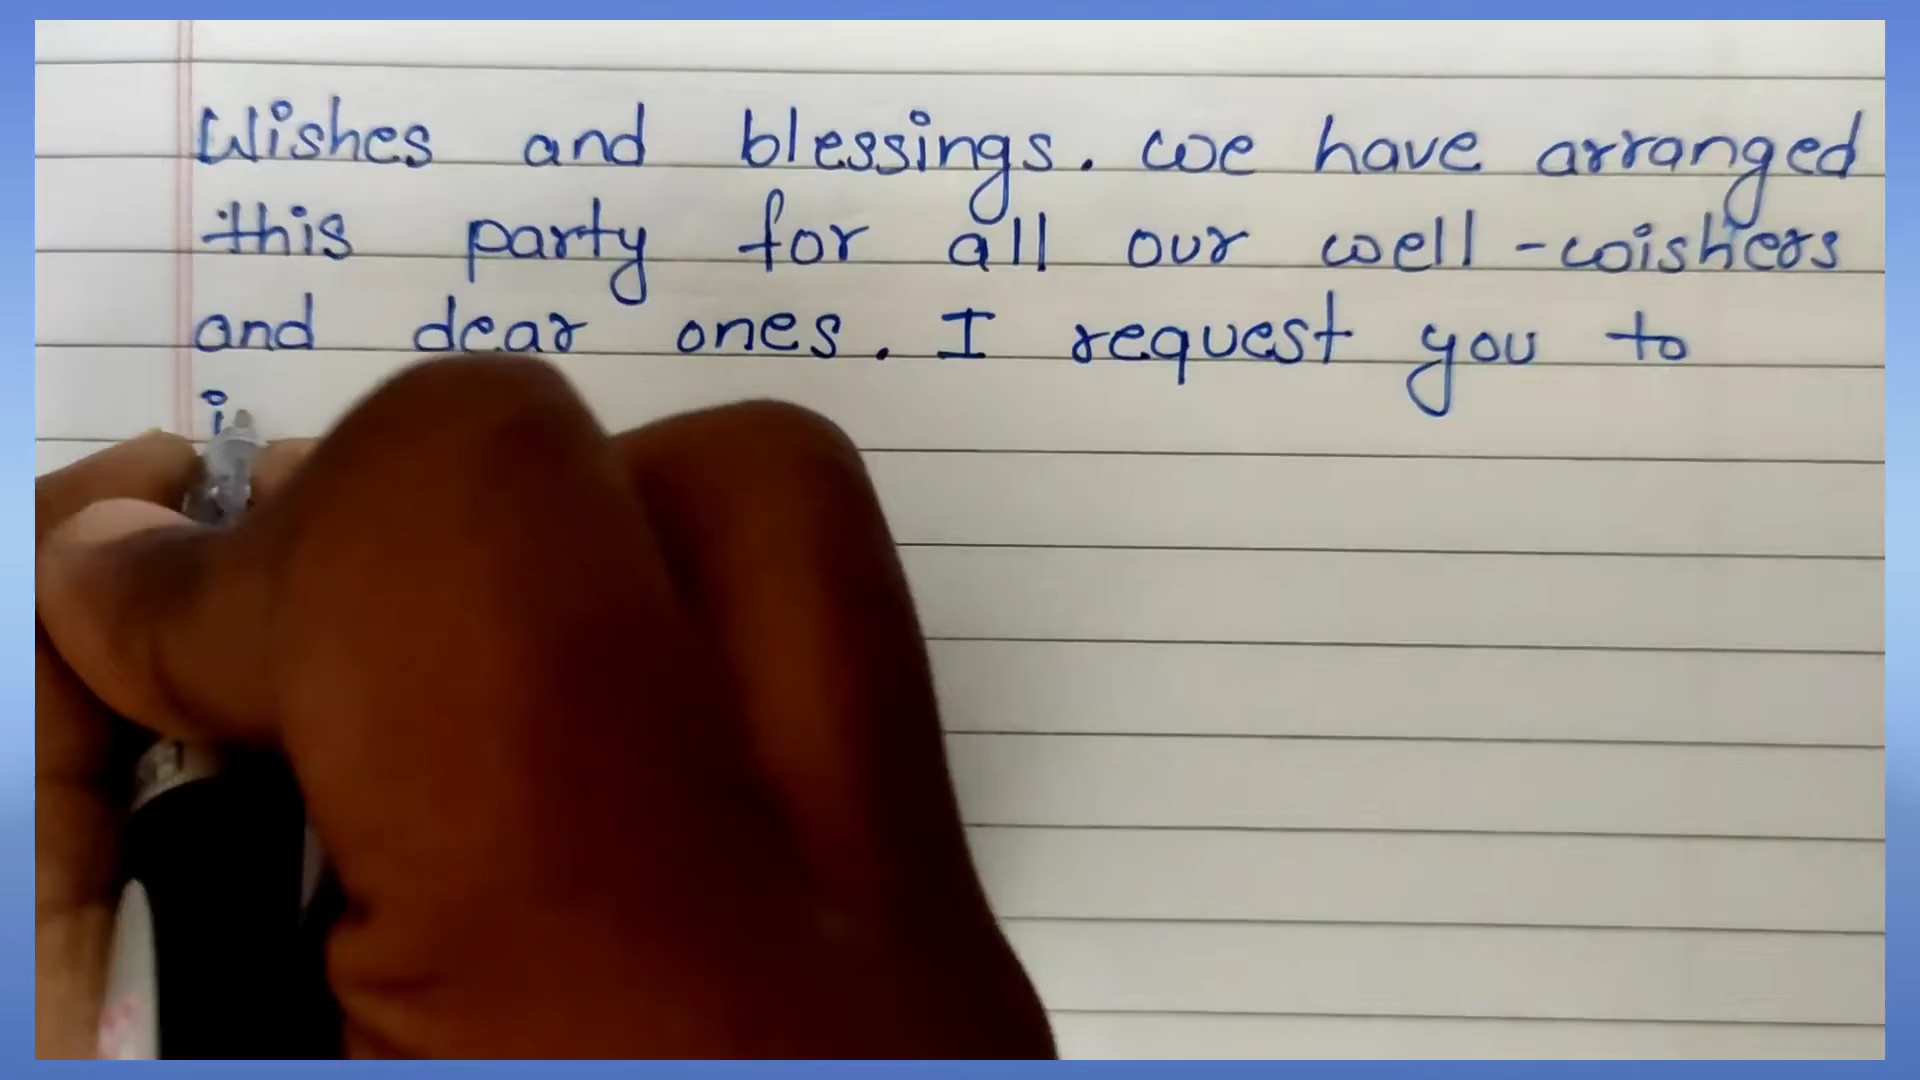 Wishes and blessings. we have arranged
this party for all our well-wishers
and dear ones. I request you to